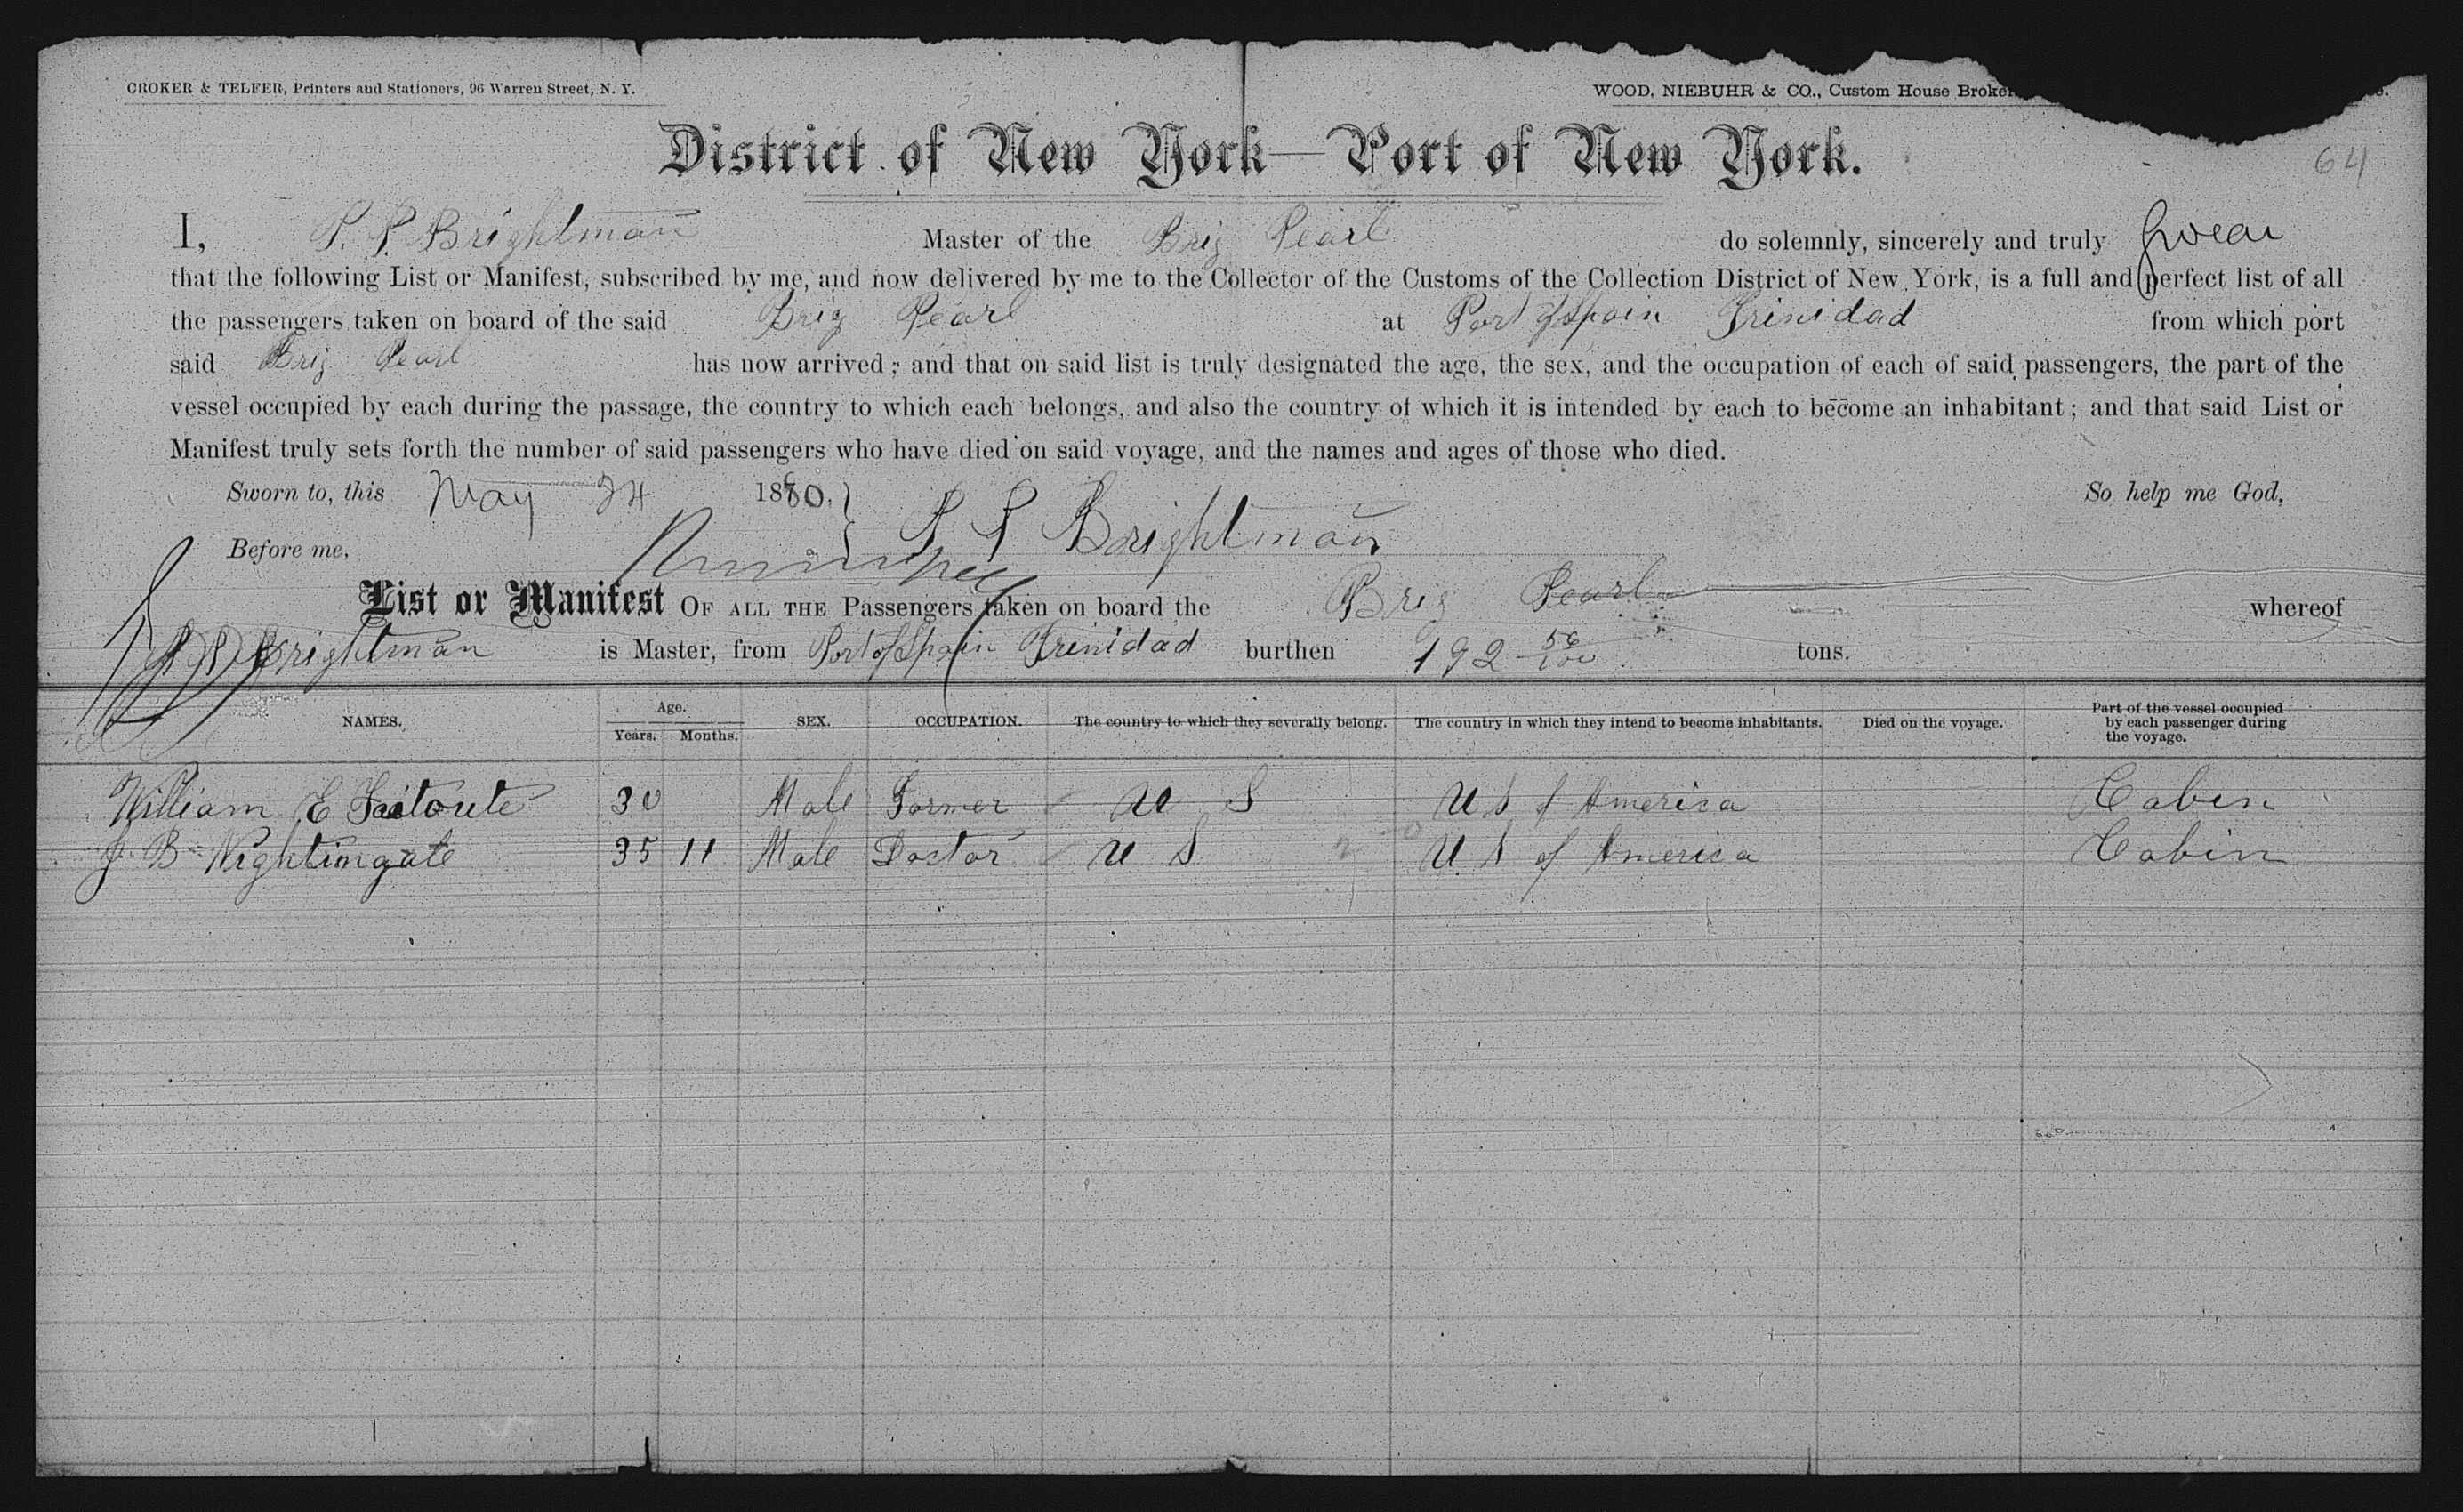 CROKER & TELFER, Printers and Stationers, 96 Warren Street, N. Y.
WOOD, NIEBUHR & CO., Custom House Broker
District of New York—Port of New York.
64
I, P. P. Brightman Master of the Brig Pearl do solemnly, sincerely and truly Swear
that the following List or Manifest, subscribed by me, and now delivered by me to the Collector of the Customs of the Collection District of New York, is a full and perfect list of all
the passengers taken on board of the said Brig Pearl at Port of Spain Trinidad from which port
said Brig Pearl has now arrived; and that on said list is truly designated the age, the sex, and the occupation of each of said passengers, the part of the
vessel occupied by each during the passage, the country to which each belongs, and also the country of which it is intended by each to become an inhabitant; and that said List or
Manifest truly sets forth the number of said passengers who have died on said voyage, and the names and ages of those who died.
Sworn to, this May 24 1880. So help me God,
P P Brightman
Before me,
List or Manifest OF ALL THE Passengers taken on board the Brig Pearl whereof
P P Brightman is Master, from Port of Spain Trinidad burthen 192 56/100 tons.
NAMES. Age. Years. Months. SEX. OCCUPATION. The country to which they severally belong. The country in which they intend to become inhabitants. Died on the voyage. Part of the vessel occupied by each passenger during the voyage.
William E Faitoute 30 Male Farmer U S U S of America Cabin
J. B Nightingale 35 11 Male Doctor U S U. S of America Cabin